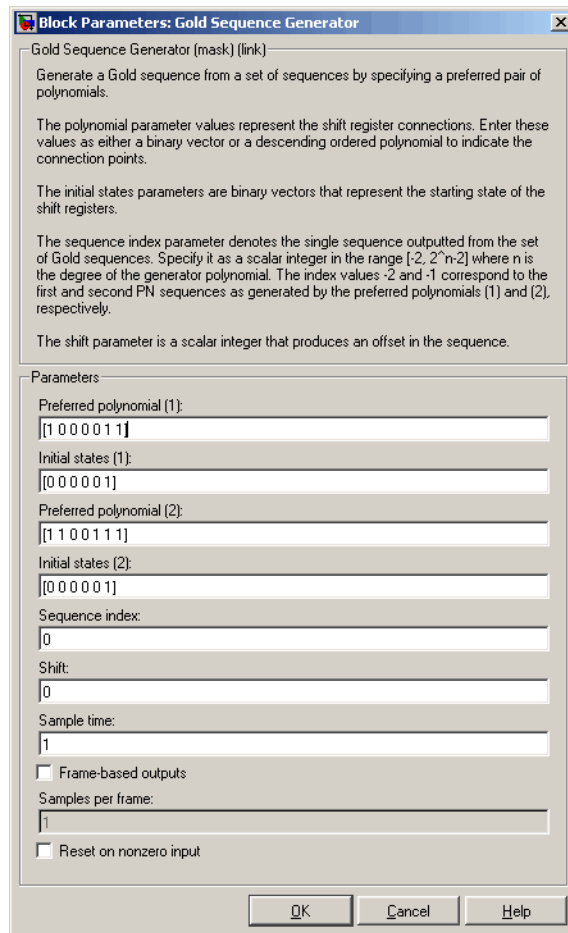 Block Parameters: Gold Sequence Generator
Gold Sequence Generator (mask) (link)
Generate a Gold sequence from a set of sequences by specifying a preferred pair of
polynomials.
The polynomial parameter values represent the shift register connections. Enter these
values as either a binary vector or a descending ordered polynomial to indicate the
connection points.
The initial states parameters are binary vectors that represent the starting state of the
shift registers.
The sequence index parameter denotes the single sequence outputted from the set
of Gold sequences. Specify it as a scalar integer in the range [-2, 2^n-2] where n is
the degree of the generator polynomial. The index values -2 and -1 correspond to the
first and second PN sequences as generated by the preferred polynomials (1) and (2),
respectively.
The shift parameter is a scalar integer that produces an offset in the sequence.
Parameters
Preferred polynomial (1):
[1 0 0 0 0 1 1]
Initial states (1):
[0 0 0 0 0 1]
Preferred polynomial (2):
[1 1 0 0 1 1 1]
Initial states (2):
[0 0 0 0 0 1]
Sequence index:
0
Shift:
0
Sample time:
1
Frame-based outputs
Samples per frame:
1
Reset on nonzero input
OK Cancel Help